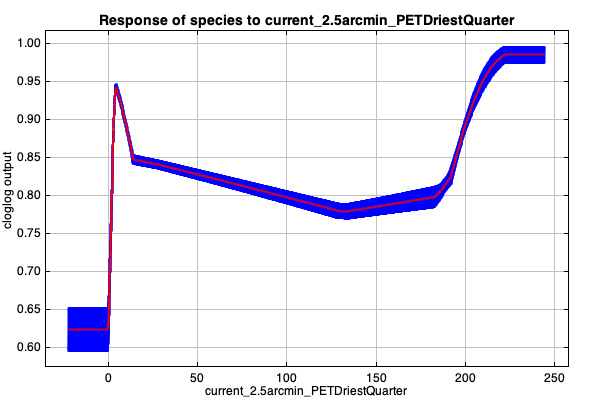 Response of species to current_2.5arcmin_PETDriestQuarter
1.00
0.95
0.90
0.85
0.80
0.75
0.70
0.65
0.60
cloglog output
0 50 100 150 200 250
current_2.5arcmin_PETDriestQuarter